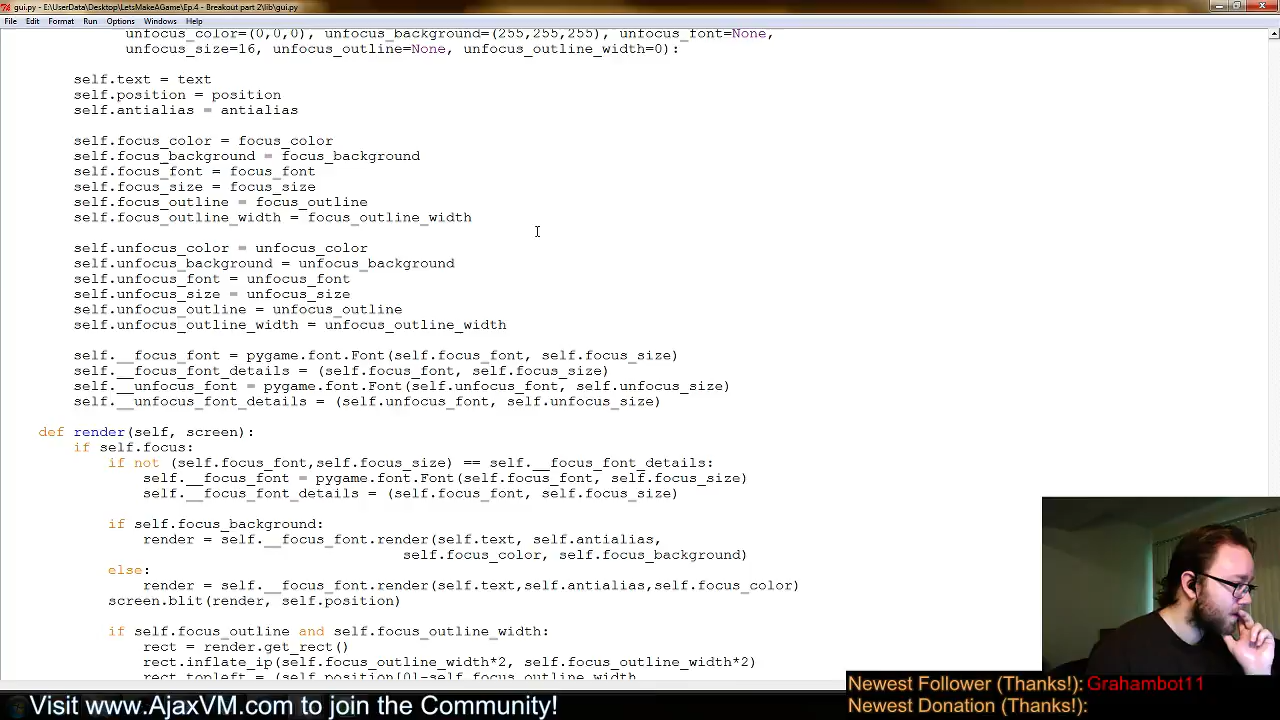 gui.py - E:\UserData\Desktop\LetsMakeAGame\Ep.4 - Breakout part 2\lib\gui.py
File Edit Format Run Options Windows Help
unfocus_color=(0,0,0), unfocus_background=(255,255,255), unfocus_font=None,
unfocus_size=16, unfocus_outline=None, unfocus_outline_width=0):
self.text = text
self.position = position
self.antialias = antialias
self.focus_color = focus_color
self.focus_background = focus_background
self.focus_font = focus_font
self.focus_size = focus_size
self.focus_outline = focus_outline
self.focus_outline_width = focus_outline_width
self.unfocus_color = unfocus_color
self.unfocus_background = unfocus_background
self.unfocus_font = unfocus_font
self.unfocus_size = unfocus_size
self.unfocus_outline = unfocus_outline
self.unfocus_outline_width = unfocus_outline_width
self.__focus_font = pygame.font.Font(self.focus_font, self.focus_size)
self.__focus_font_details = (self.focus_font, self.focus_size)
self.__unfocus_font = pygame.font.Font(self.unfocus_font, self.unfocus_size)
self.__unfocus_font_details = (self.unfocus_font, self.unfocus_size)
def render(self, screen):
if self.focus:
if not (self.focus_font,self.focus_size) == self.__focus_font_details:
self.__focus_font = pygame.font.Font(self.focus_font, self.focus_size)
self.__focus_font_details = (self.focus_font, self.focus_size)
if self.focus_background:
render = self.__focus_font.render(self.text, self.antialias,
self.focus_color, self.focus_background)
else:
render = self.__focus_font.render(self.text,self.antialias,self.focus_color)
screen.blit(render, self.position)
if self.focus_outline and self.focus_outline_width:
rect = render.get_rect()
rect.inflate_ip(self.focus_outline_width*2, self.focus_outline_width*2)
rect.topleft = (self.position[0]-self.focus_outline_width,
Newest Follower (Thanks!): Grahambot11
Newest Donation (Thanks!):
Visit www.AjaxVM.com to join the Community!